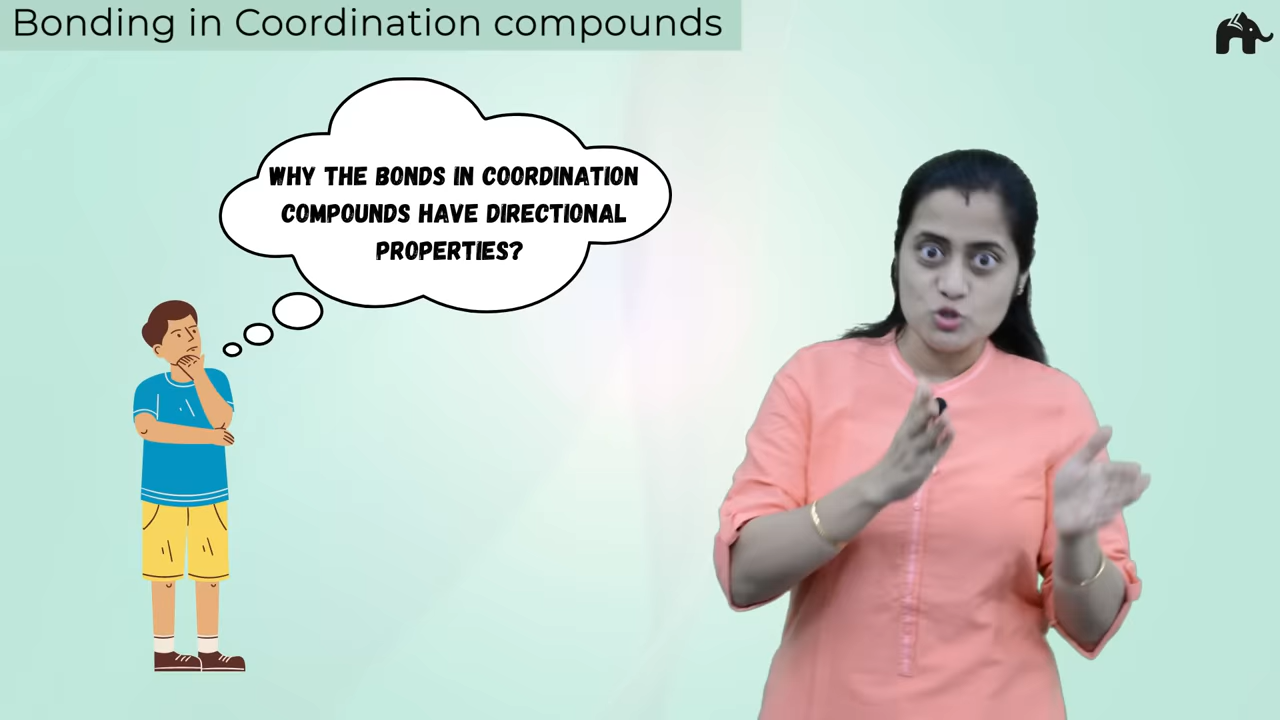 Bonding in Coordination compounds
WHY THE BONDS IN COORDINATION
COMPOUNDS HAVE DIRECTIONAL
PROPERTIES?